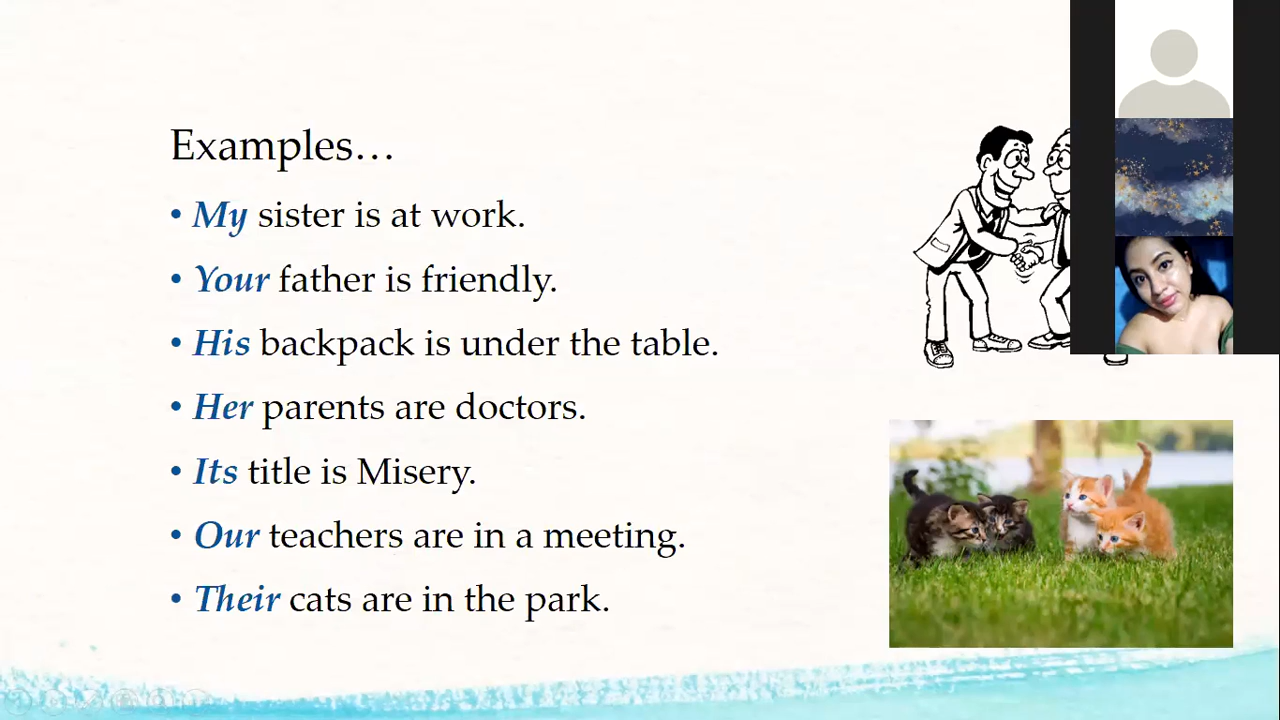 Examples…
• My sister is at work.
• Your father is friendly.
• His backpack is under the table.
• Her parents are doctors.
• Its title is Misery.
• Our teachers are in a meeting.
• Their cats are in the park.